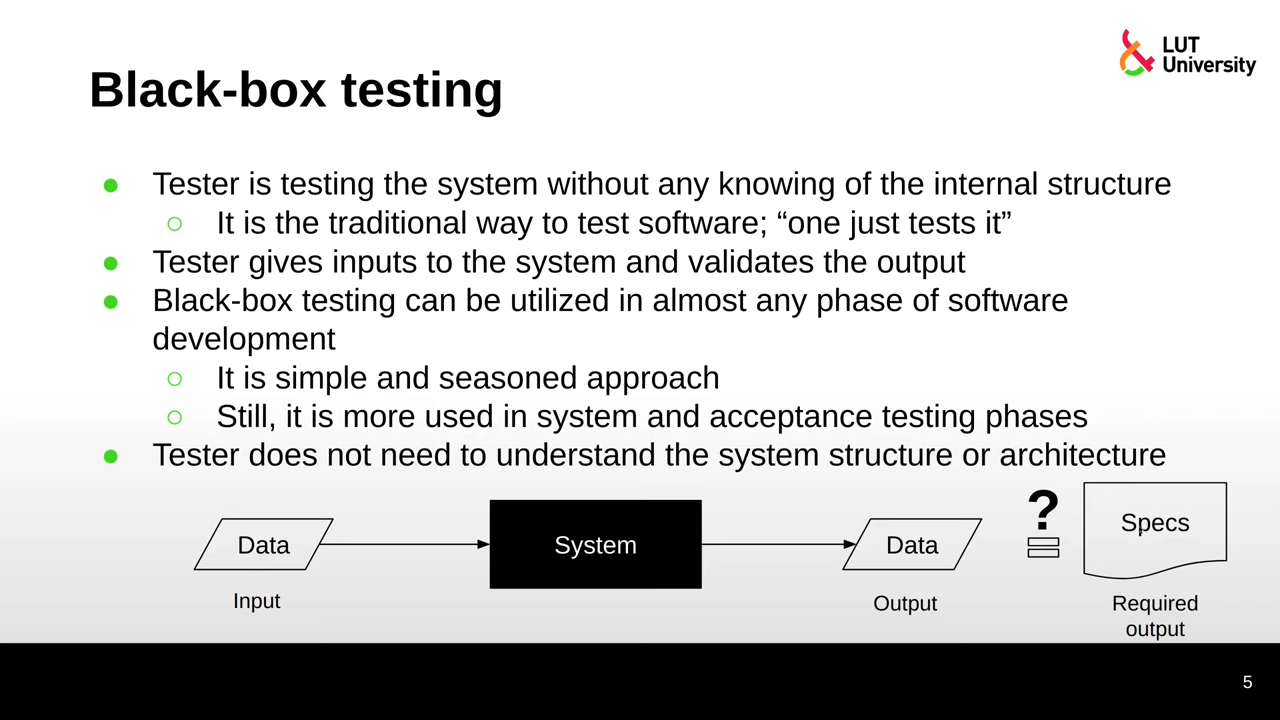 LUT
University
Black-box testing
● Tester is testing the system without any knowing of the internal structure
○ It is the traditional way to test software; “one just tests it”
● Tester gives inputs to the system and validates the output
● Black-box testing can be utilized in almost any phase of software
development
○ It is simple and seasoned approach
○ Still, it is more used in system and acceptance testing phases
● Tester does not need to understand the system structure or architecture
Data
System
Data
?
Specs
Input
Output
Required
output
5